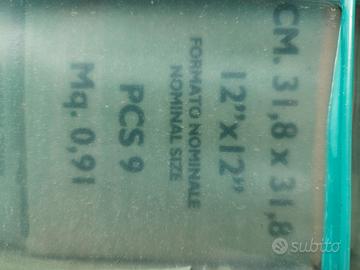 CM. 31,8 x 31,8
12"x12"
FORMATO NOMINALE
NOMINAL SIZE
PCS 9
Mq. 0,91
subito